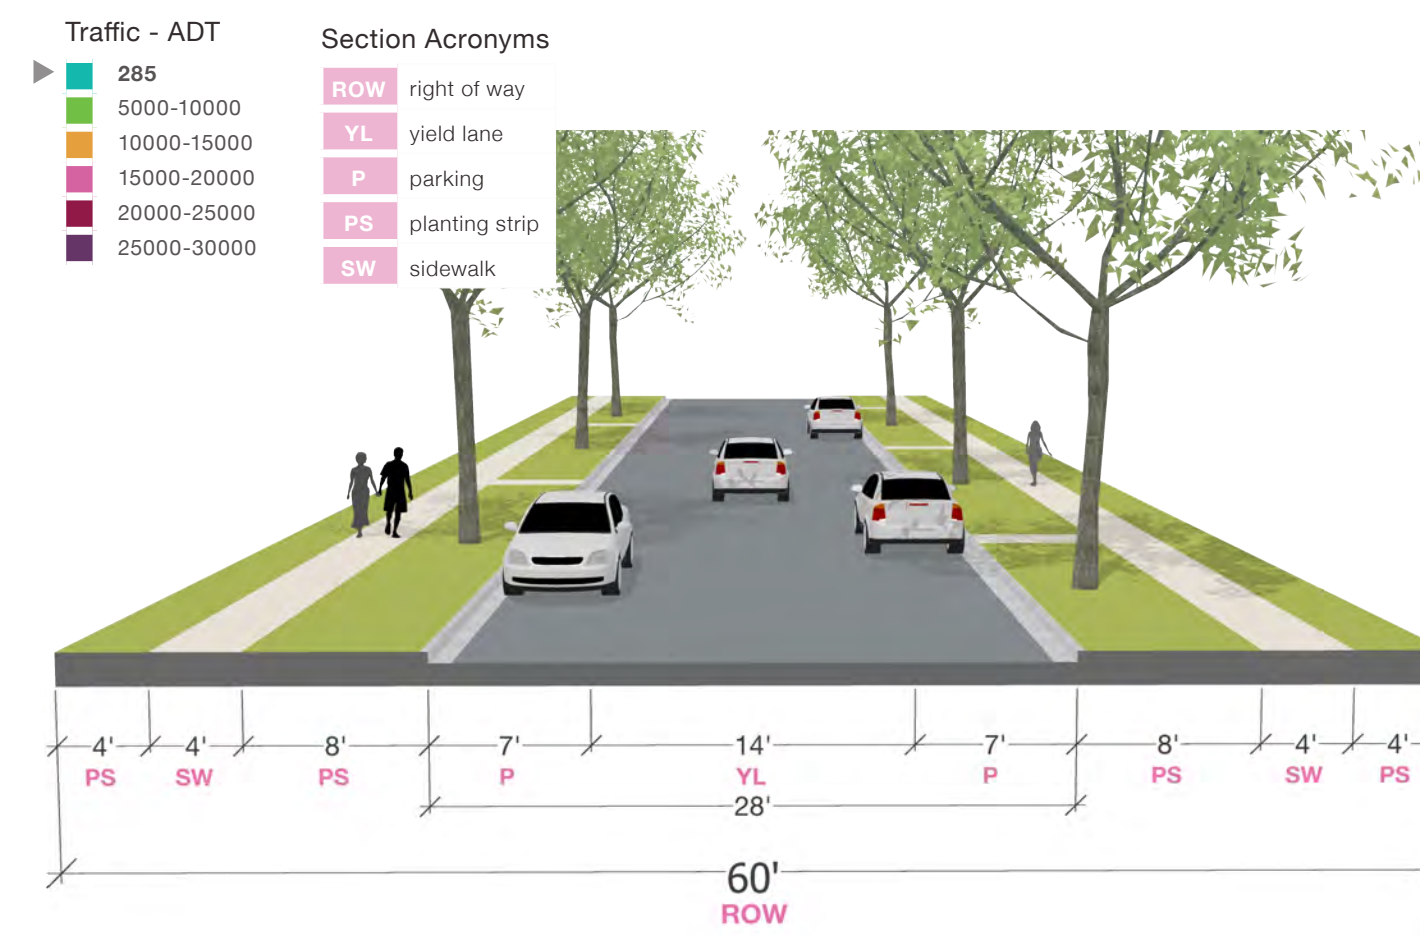 Traffic - ADT
285
5000-10000
10000-15000
15000-20000
20000-25000
25000-30000
Section Acronyms
ROW right of way
YL yield lane
P parking
PS planting strip
SW sidewalk
4' 4' 8' 7' 14' 7' 8' 4' 4'
PS SW PS P YL P PS SW PS
28'
60'
ROW